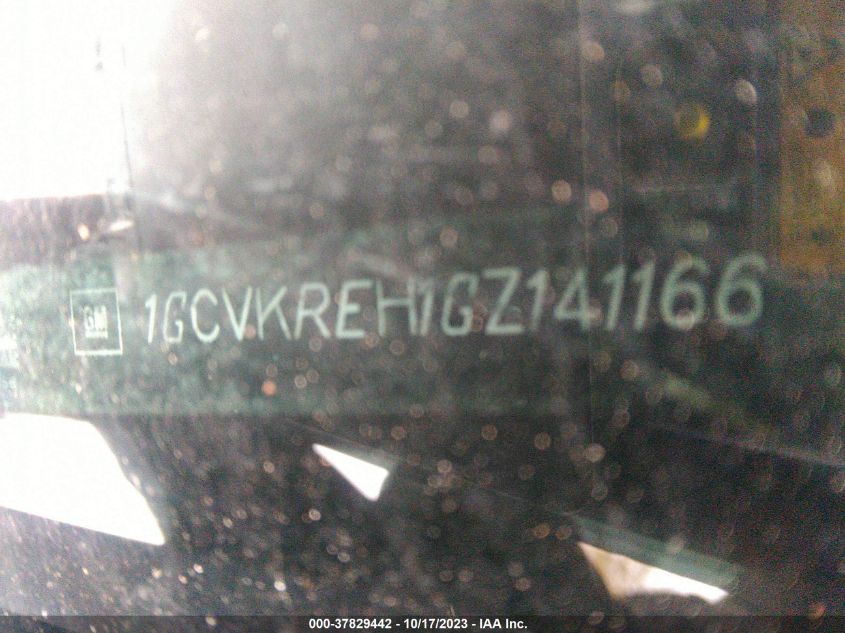 GM 1GCVKREH1GZ141166
000-37829442 - 10/17/2023 - IAA Inc.